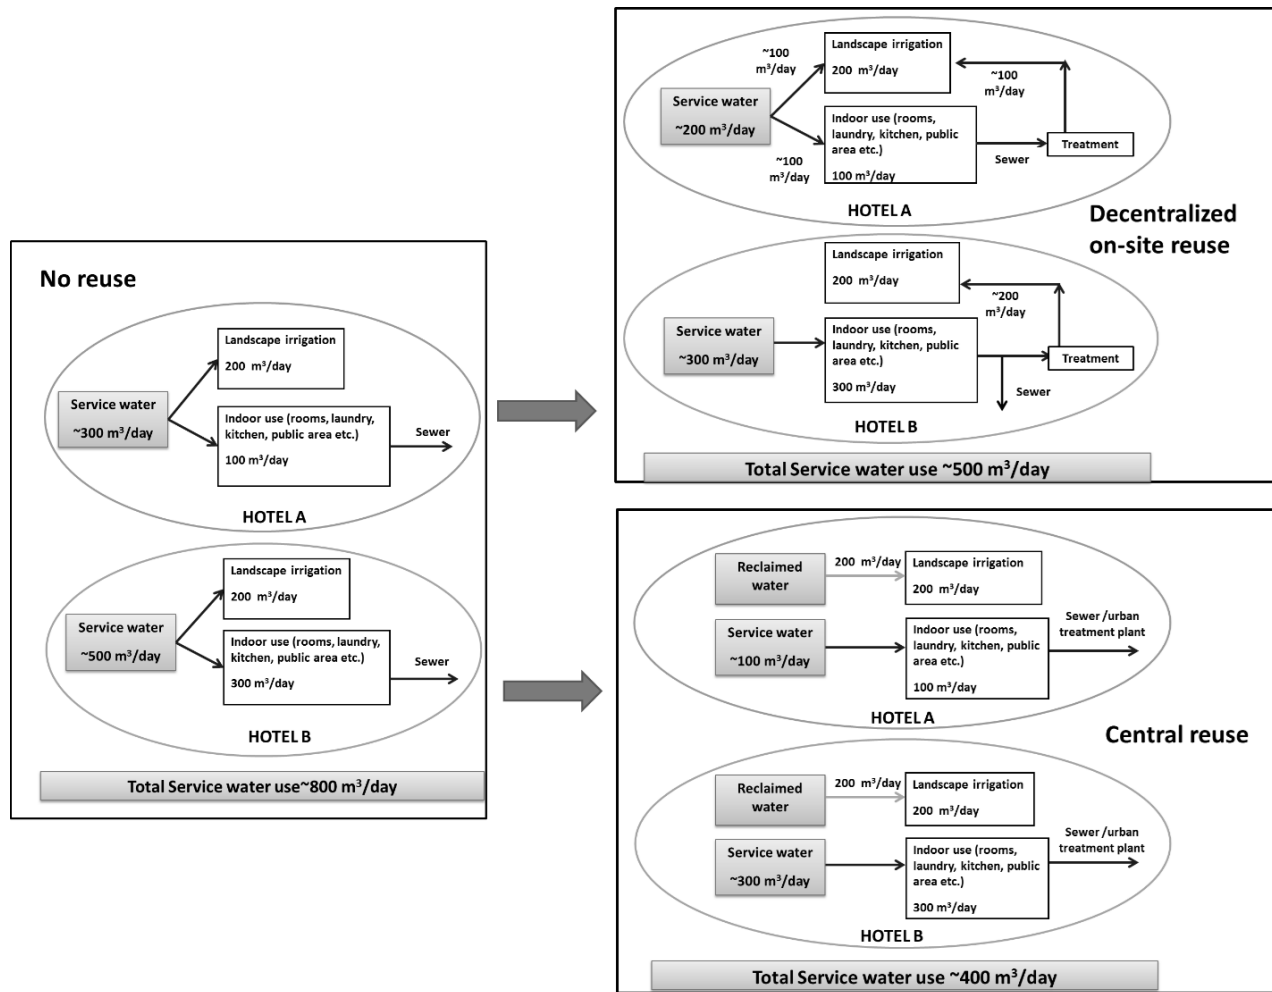 No reuse
Landscape irrigation
200 m³/day
Service water
~300 m³/day
Indoor use (rooms, laundry,
kitchen, public area etc.)
100 m³/day
Sewer
HOTEL A
Landscape irrigation
200 m³/day
Service water
~500 m³/day
Indoor use (rooms, laundry,
kitchen, public area etc.)
300 m³/day
Sewer
HOTEL B
Total Service water use~800 m³/day
~100
m³/day
Landscape irrigation
200 m³/day
~100
m³/day
Service water
~200 m³/day
Indoor use (rooms,
laundry, kitchen, public
area etc.)
100 m³/day
~100
m³/day
Sewer
Treatment
HOTEL A
Decentralized
on-site reuse
Landscape irrigation
200 m³/day
~200
m³/day
Service water
~300 m³/day
Indoor use (rooms,
laundry, kitchen, public
area etc.)
300 m³/day
Treatment
Sewer
HOTEL B
Total Service water use ~500 m³/day
Reclaimed
water
200 m³/day
Landscape irrigation
200 m³/day
Service water
~100 m³/day
Indoor use (rooms,
laundry, kitchen, public
area etc.)
100 m³/day
Sewer /urban
treatment plant
HOTEL A
Central reuse
Reclaimed
water
200 m³/day
Landscape irrigation
200 m³/day
Service water
~300 m³/day
Indoor use (rooms,
laundry, kitchen, public
area etc.)
300 m³/day
Sewer /urban
treatment plant
HOTEL B
Total Service water use ~400 m³/day